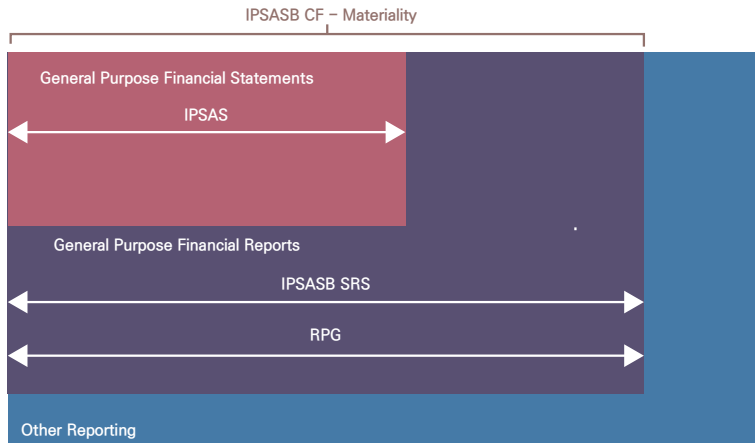 IPSASB CF – Materiality
General Purpose Financial Statements
IPSAS
General Purpose Financial Reports
IPSASB SRS
RPG
Other Reporting